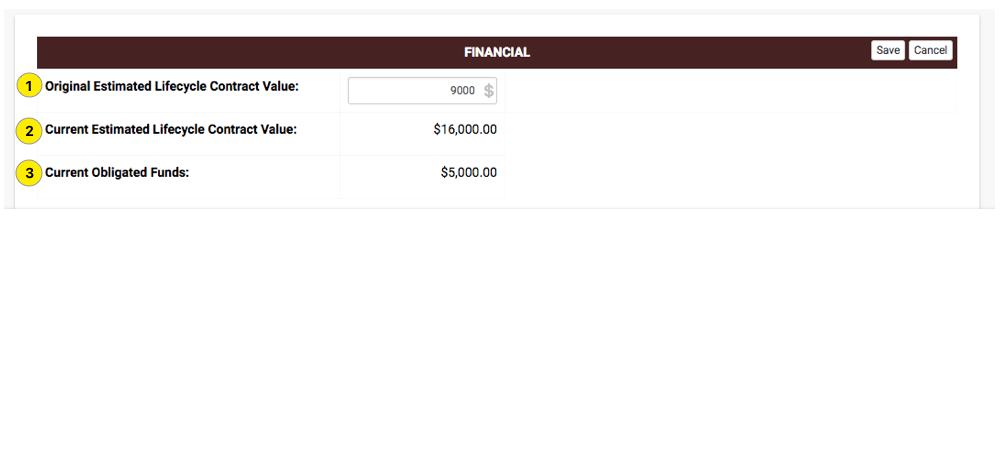 FINANCIAL
Save Cancel
1 Original Estimated Lifecycle Contract Value: 9000 $
2 Current Estimated Lifecycle Contract Value: $16,000.00
3 Current Obligated Funds: $5,000.00